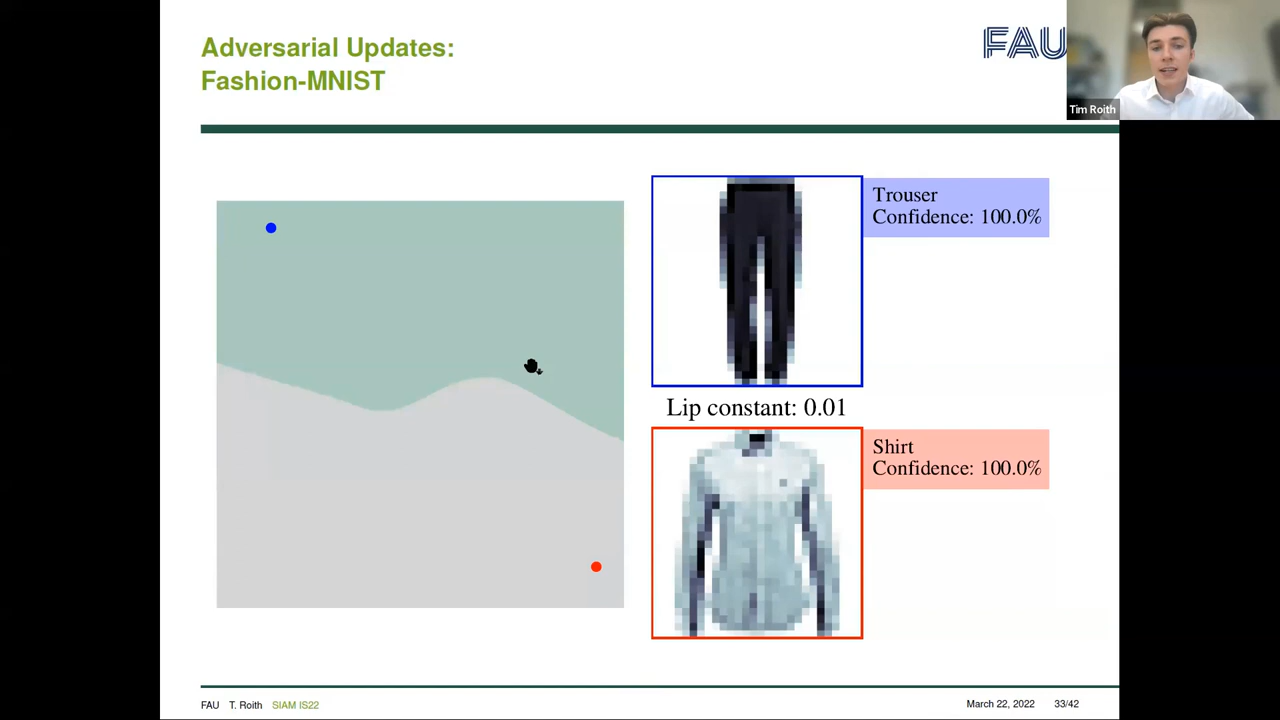 Adversarial Updates:
Fashion-MNIST
FAU
Tim Roith
Trouser
Confidence: 100.0%
Lip constant: 0.01
Shirt
Confidence: 100.0%
FAU T. Roith SIAM IS22
March 22, 2022 33/42